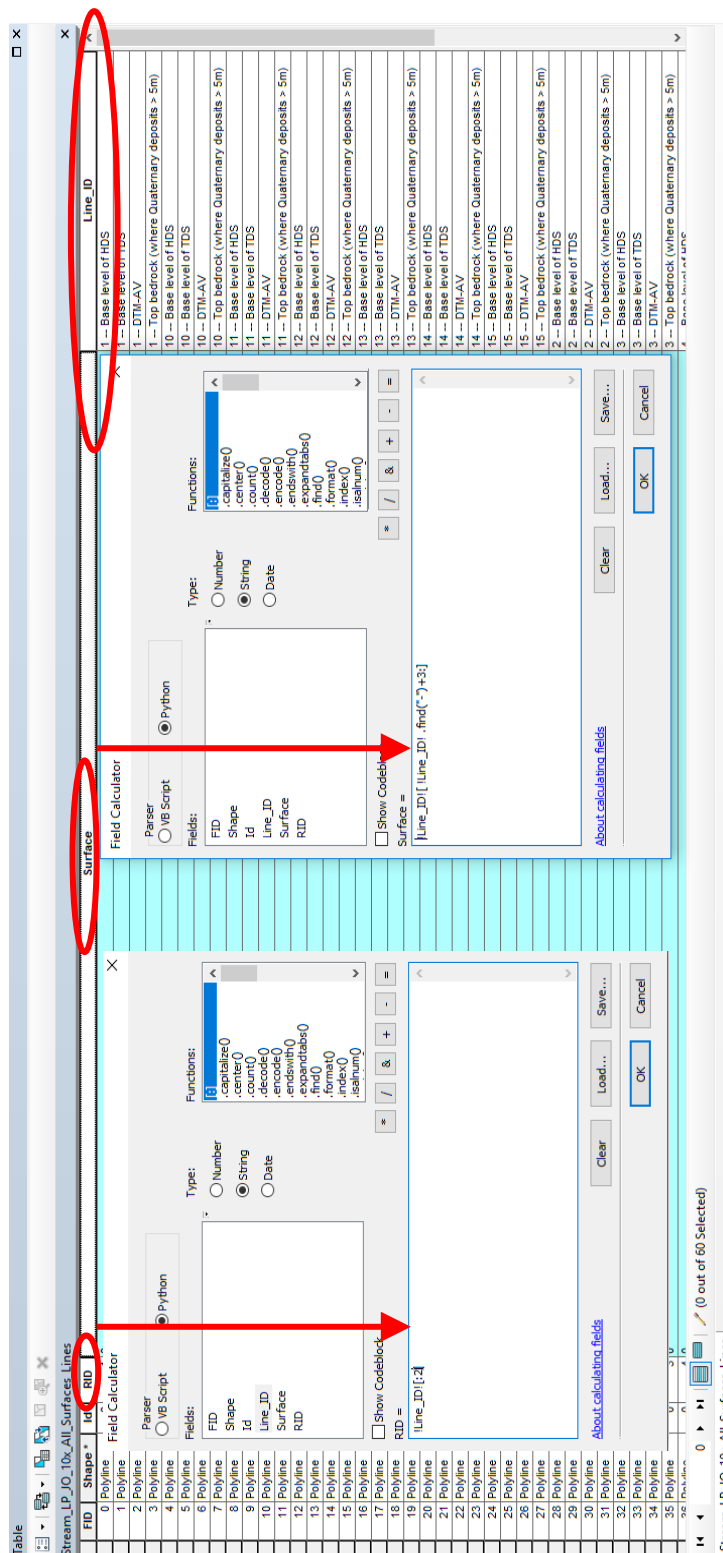 Table
Stream_LP_JO_10x_All_Surfaces_Lines
FID Shape * Id RID Surface Line_ID
0 Polyline 1 -- Base level of HDS
1 Polyline 1 -- Base level of TDS
2 Polyline 1 -- DTM-AV
3 Polyline 1 -- Top bedrock (where Quaternary deposits > 5m)
4 Polyline 10 -- Base level of HDS
5 Polyline 10 -- Base level of TDS
6 Polyline 10 -- DTM-AV
7 Polyline 10 -- Top bedrock (where Quaternary deposits > 5m)
8 Polyline 11 -- Base level of HDS
9 Polyline 11 -- Base level of TDS
10 Polyline 11 -- DTM-AV
11 Polyline 11 -- Top bedrock (where Quaternary deposits > 5m)
12 Polyline 12 -- Base level of HDS
13 Polyline 12 -- Base level of TDS
14 Polyline 12 -- DTM-AV
15 Polyline 12 -- Top bedrock (where Quaternary deposits > 5m)
16 Polyline 13 -- Base level of HDS
17 Polyline 13 -- Base level of TDS
18 Polyline 13 -- DTM-AV
19 Polyline 13 -- Top bedrock (where Quaternary deposits > 5m)
20 Polyline 14 -- Base level of HDS
21 Polyline 14 -- Base level of TDS
22 Polyline 14 -- DTM-AV
23 Polyline 14 -- Top bedrock (where Quaternary deposits > 5m)
24 Polyline 15 -- Base level of HDS
25 Polyline 15 -- Base level of TDS
26 Polyline 15 -- DTM-AV
27 Polyline 15 -- Top bedrock (where Quaternary deposits > 5m)
28 Polyline 2 -- Base level of HDS
29 Polyline 2 -- Base level of TDS
30 Polyline 2 -- DTM-AV
31 Polyline 2 -- Top bedrock (where Quaternary deposits > 5m)
32 Polyline 3 -- Base level of HDS
33 Polyline 3 -- Base level of TDS
34 Polyline 3 -- DTM-AV
35 Polyline 3 -- Top bedrock (where Quaternary deposits > 5m)
Field Calculator
Parser
VB Script Python
Fields: Type: Functions:
FID
Shape
Id
Line_ID
Surface
RID
Number
String
Date
[:]
.capitalize()
.center()
.count()
.decode()
.encode()
.endswith()
.expandtabs()
.find()
.format()
.index()
.isalnum()
Show Codeblock
* / & + - =
RID =
!Line_ID![:2]
About calculating fields
Clear Load... Save...
OK Cancel
Field Calculator
Parser
VB Script Python
Fields: Type: Functions:
FID
Shape
Id
Line_ID
Surface
RID
Number
String
Date
[:]
.capitalize()
.center()
.count()
.decode()
.encode()
.endswith()
.expandtabs()
.find()
.format()
.index()
.isalnum()
Show Codeblock
* / & + - =
Surface =
!Line_ID![ !Line_ID! .find("-")+3:]
About calculating fields
Clear Load... Save...
OK Cancel
0
(0 out of 60 Selected)